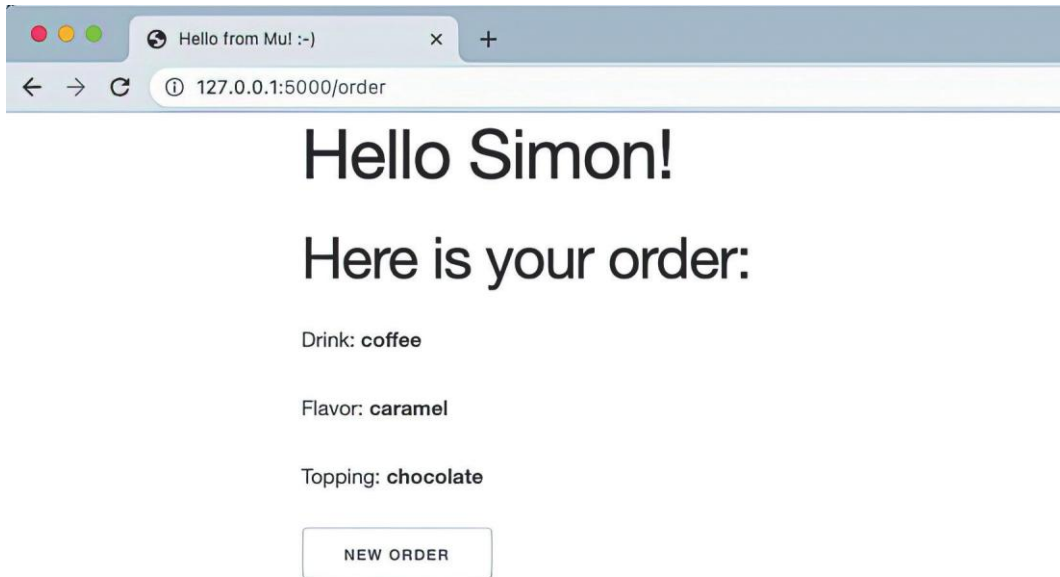 Hello from Mu! :-)
127.0.0.1:5000/order
Hello Simon!
Here is your order:
Drink: coffee
Flavor: caramel
Topping: chocolate
NEW ORDER